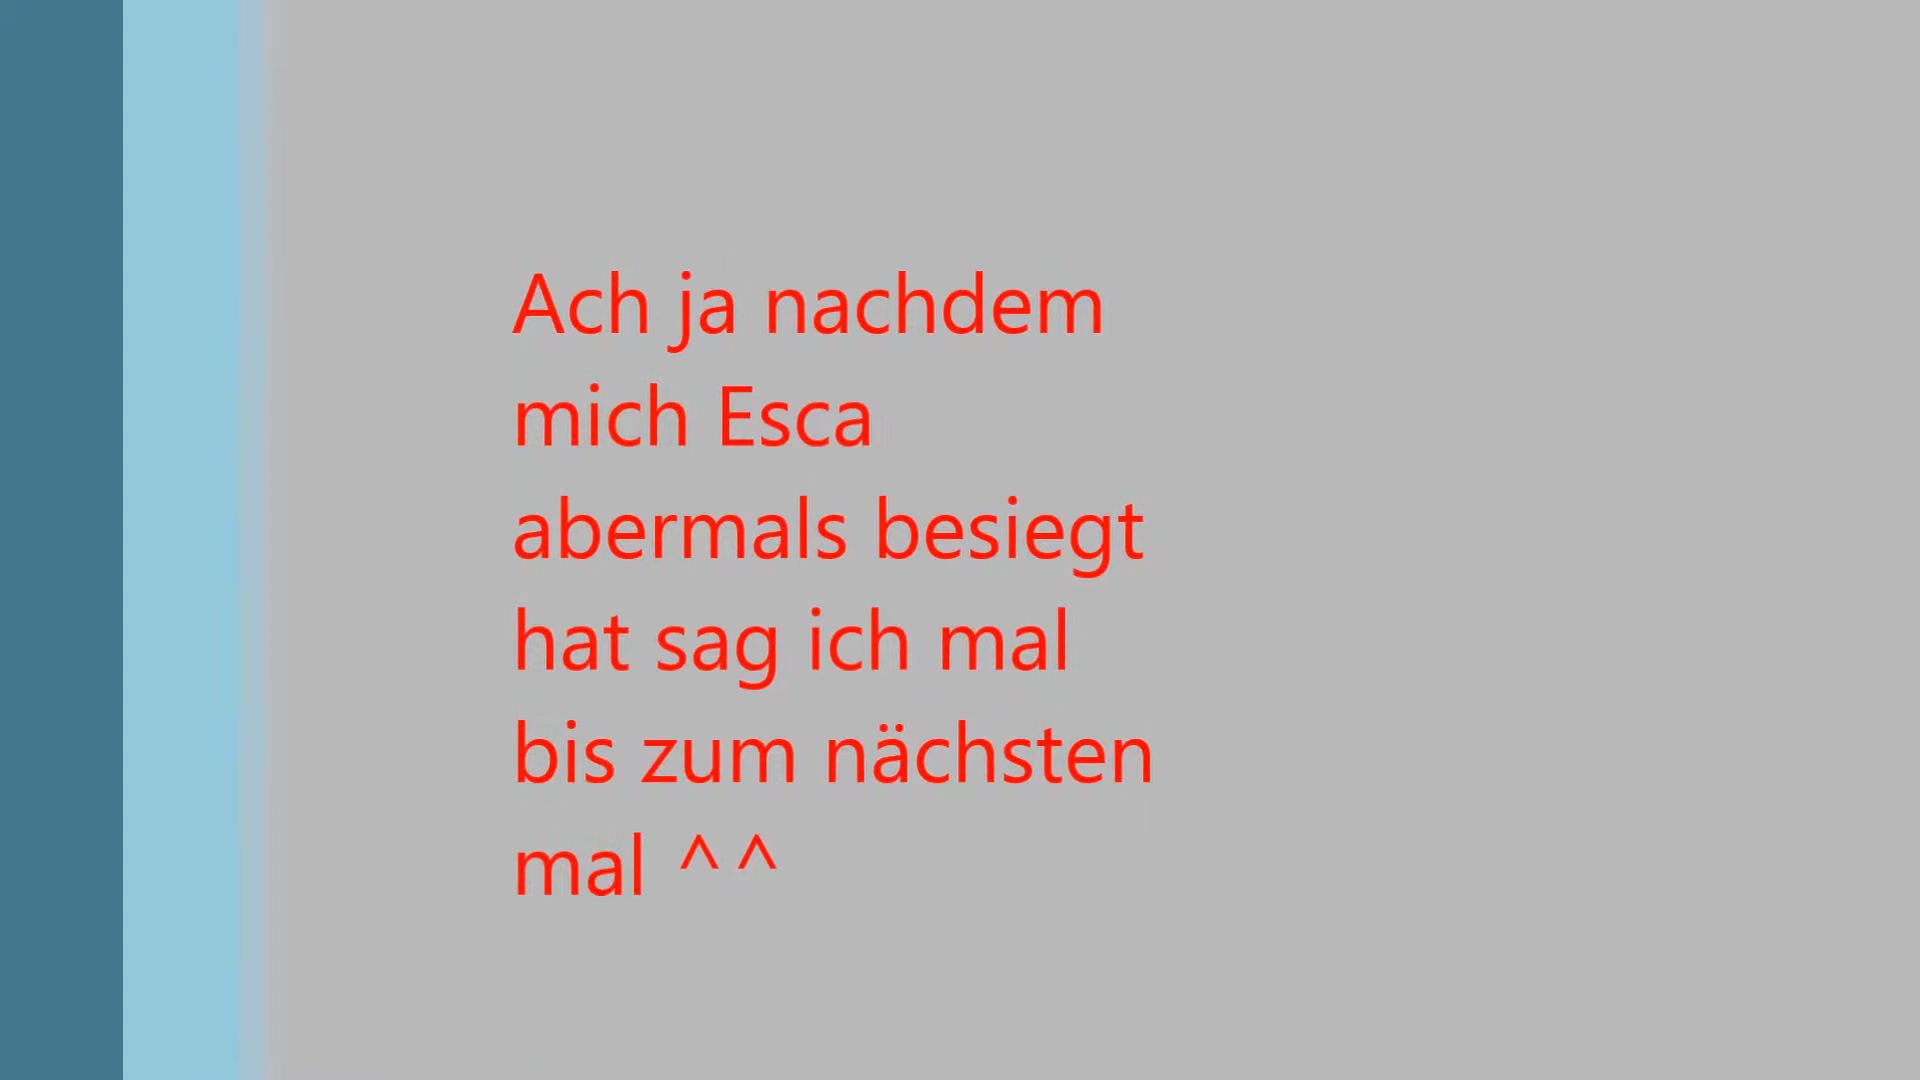 Ach ja nachdem
mich Esca
abermals besiegt
hat sag ich mal
bis zum nächsten
mal ^^